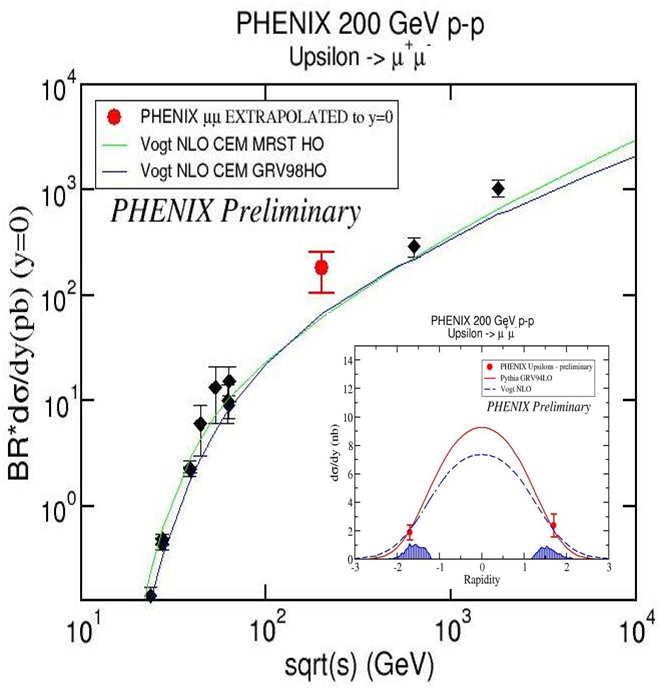 PHENIX 200 GeV p-p
Upsilon -> μ⁺μ⁻
BR*dσ/dy(pb) (y=0)
10⁴
10³
10²
10¹
10⁰
PHENIX μμ EXTRAPOLATED to y=0
Vogt NLO CEM MRST HO
Vogt NLO CEM GRV98HO
PHENIX Preliminary
PHENIX 200 GeV p-p
Upsilon -> μ⁺μ⁻
dσ/dy (pb)
14
12
10
8
6
4
2
0
PHENIX Upsilons - preliminary
Pythia GRV94LO
Vogt NLO
PHENIX Preliminary
-3 -2 -1 0 1 2 3
Rapidity
10¹ 10² 10³ 10⁴
sqrt(s) (GeV)